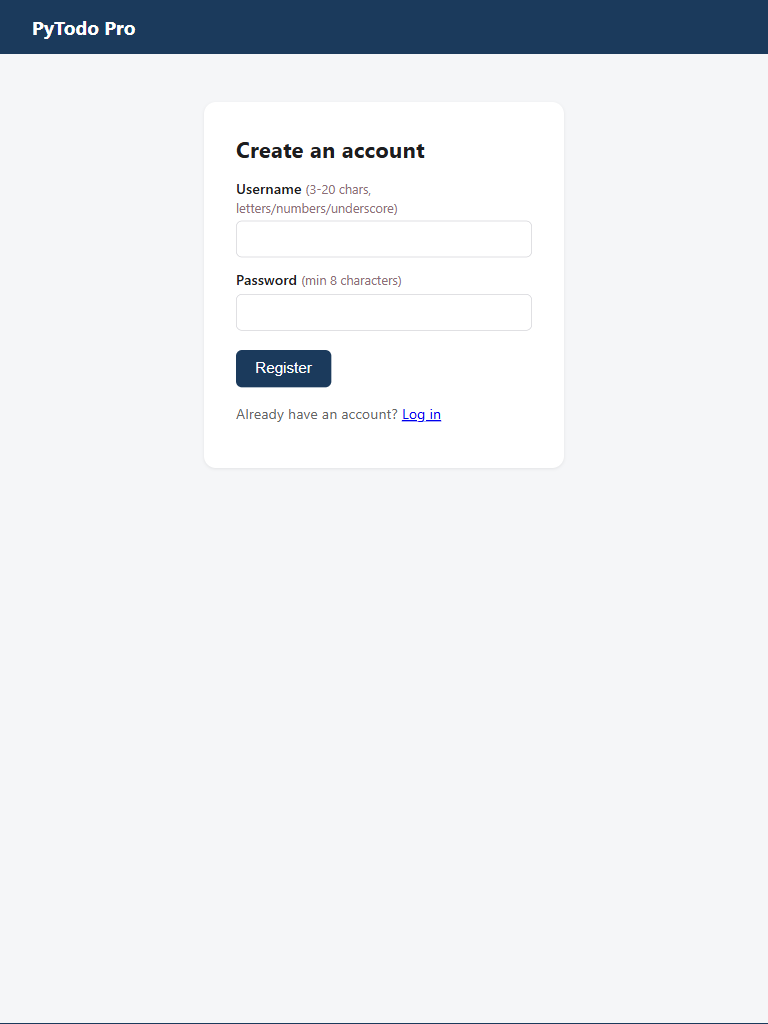 PyTodo Pro
Create an account
Username (3-20 chars,
letters/numbers/underscore)
Password (min 8 characters)
Register
Already have an account? Log in